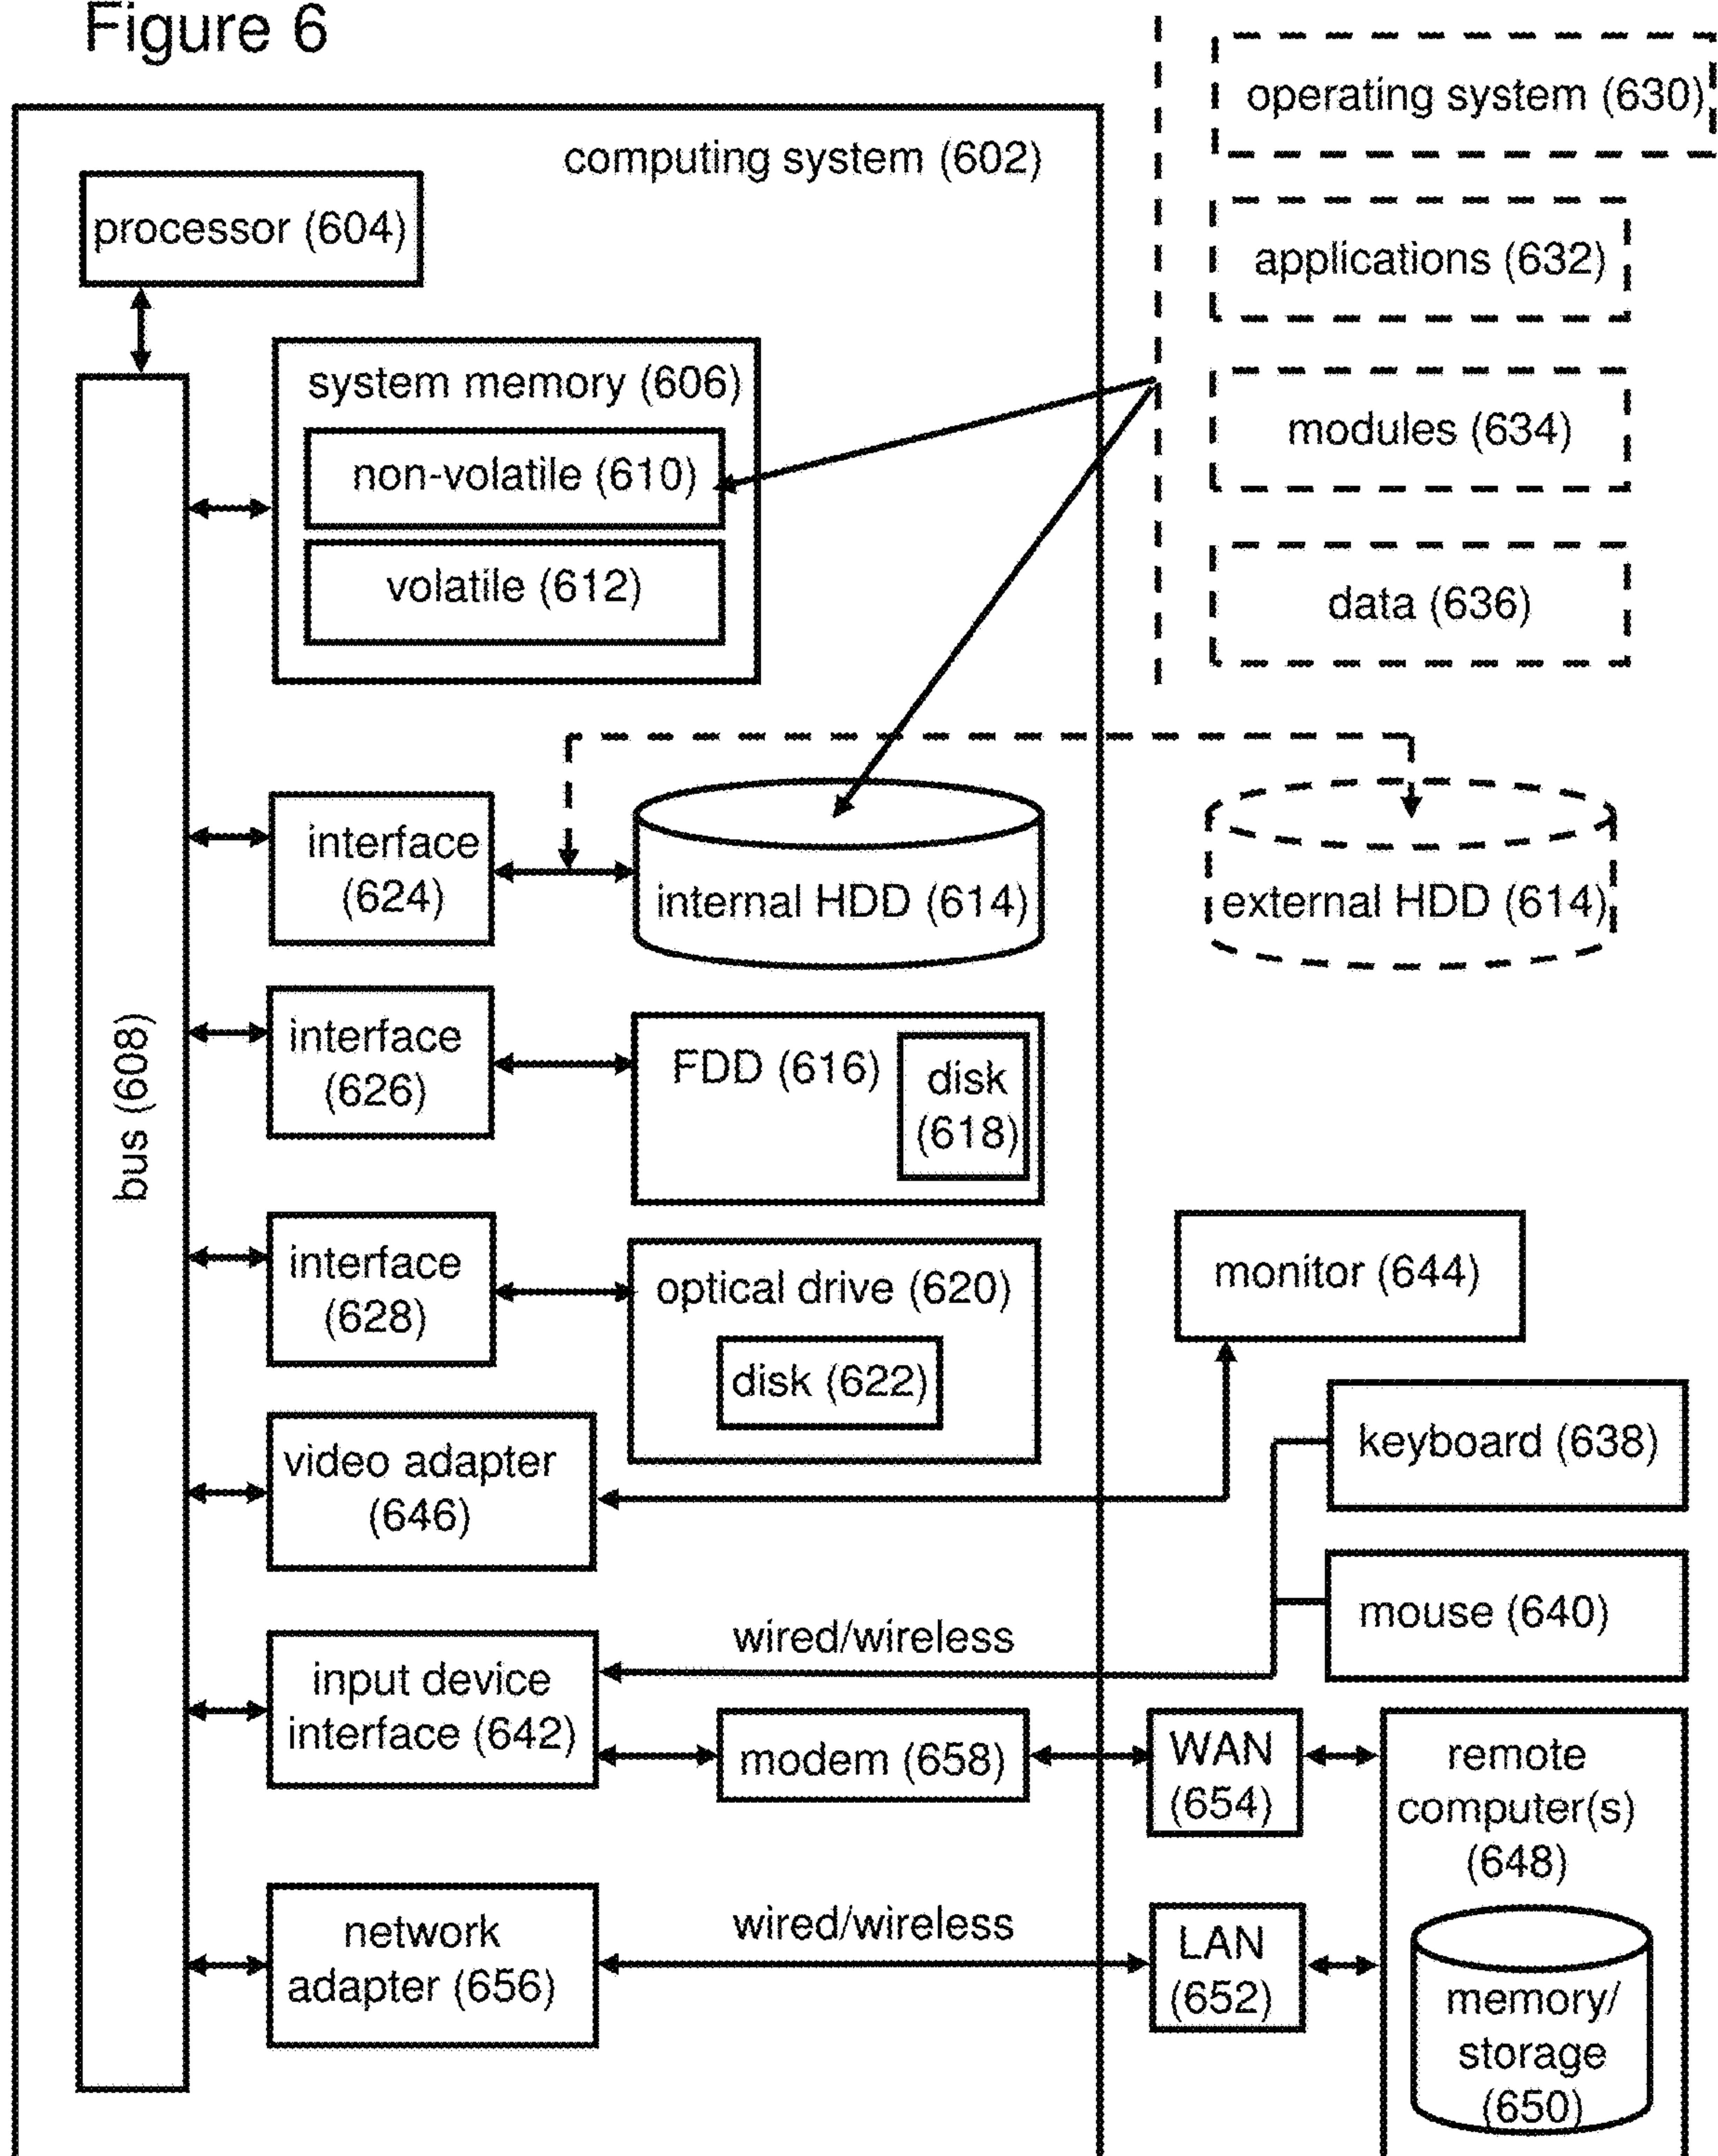 Figure 6
operating system (630)
computing system (602)
processor (604)
applications (632)
system memory (606)
non-volatile (610)
volatile (612)
modules (634)
data (636)
bus (608)
interface
(624)
internal HDD (614)
external HDD (614)
interface
(626)
FDD (616)
disk
(618)
interface
(628)
optical drive (620)
disk (622)
monitor (644)
video adapter
(646)
keyboard (638)
mouse (640)
wired/wireless
input device
interface (642)
modem (658)
WAN
(654)
remote
computer(s)
(648)
network
adapter (656)
wired/wireless
LAN
(652)
memory/
storage
(650)